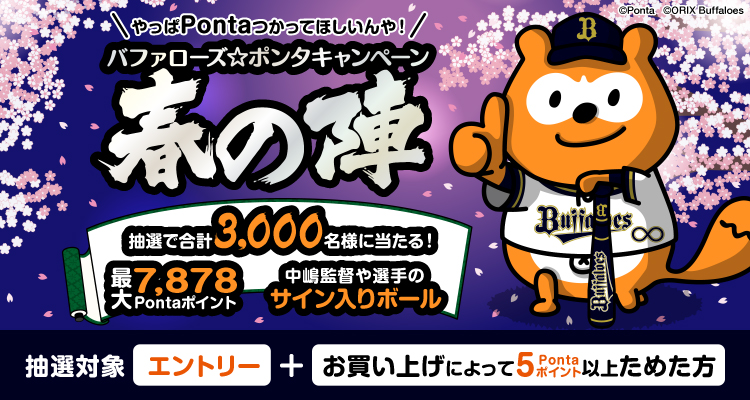 ©Ponta ©ORIX Buffaloes
やっぱPontaつかってほしいんや!
バファローズ☆ポンタキャンペーン
春の陣
抽選で合計3,000名様に当たる!
最大7,878Pontaポイント
中嶋監督や選手の
サイン入りボール
B
Buffaloes
∞
Buffaloes
抽選対象 エントリー + お買い上げによって5Pontaポイント以上ためた方